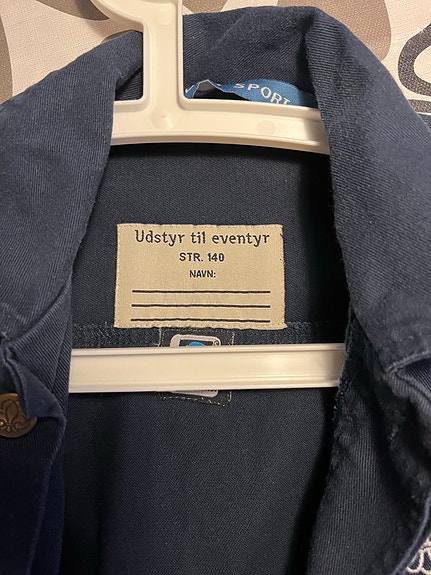 SPORT
Udstyr til eventyr
STR. 140
NAVN: